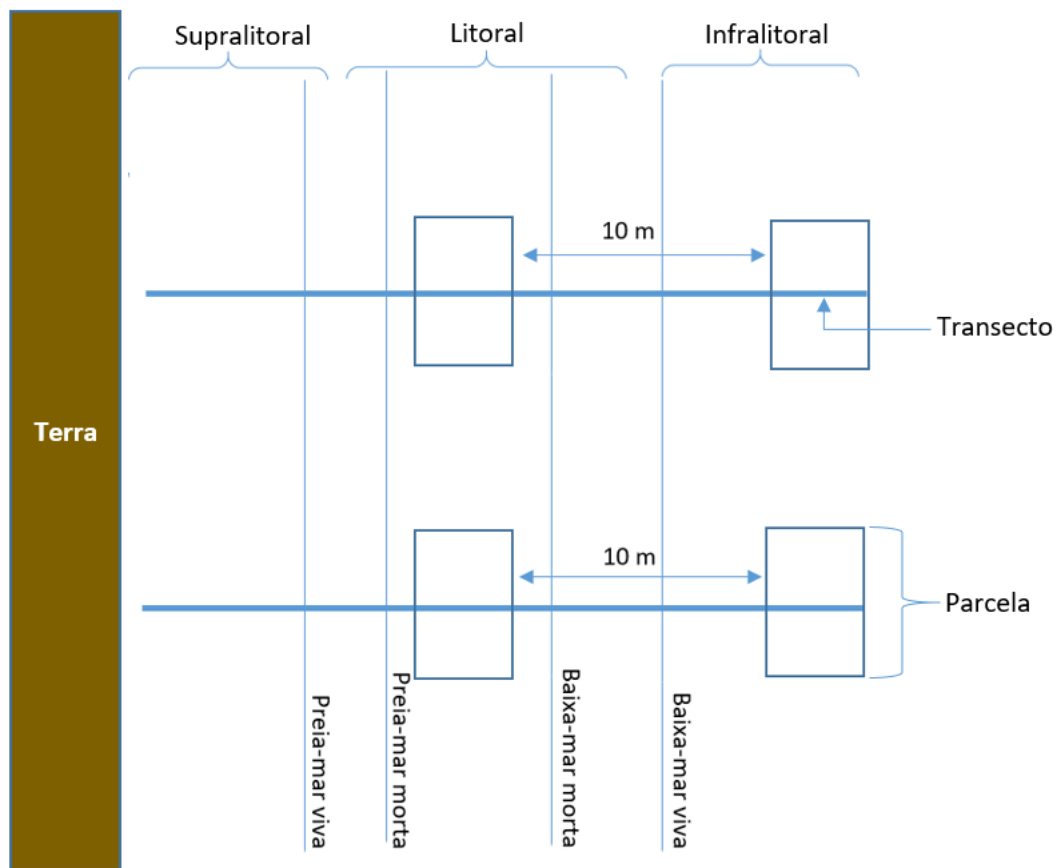 Supralitoral
Litoral
Infralitoral
10 m
Transecto
Terra
10 m
Parcela
Preia-mar viva
Preia-mar morta
Baixa-mar morta
Baixa-mar viva